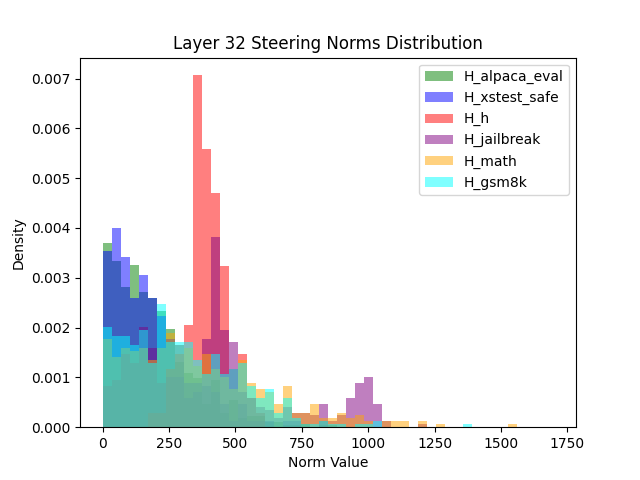 Layer 32 Steering Norms Distribution
H_alpaca_eval
H_xstest_safe
H_h
H_jailbreak
H_math
H_gsm8k
Density
0.007
0.006
0.005
0.004
0.003
0.002
0.001
0.000
0 250 500 750 1000 1250 1500 1750
Norm Value